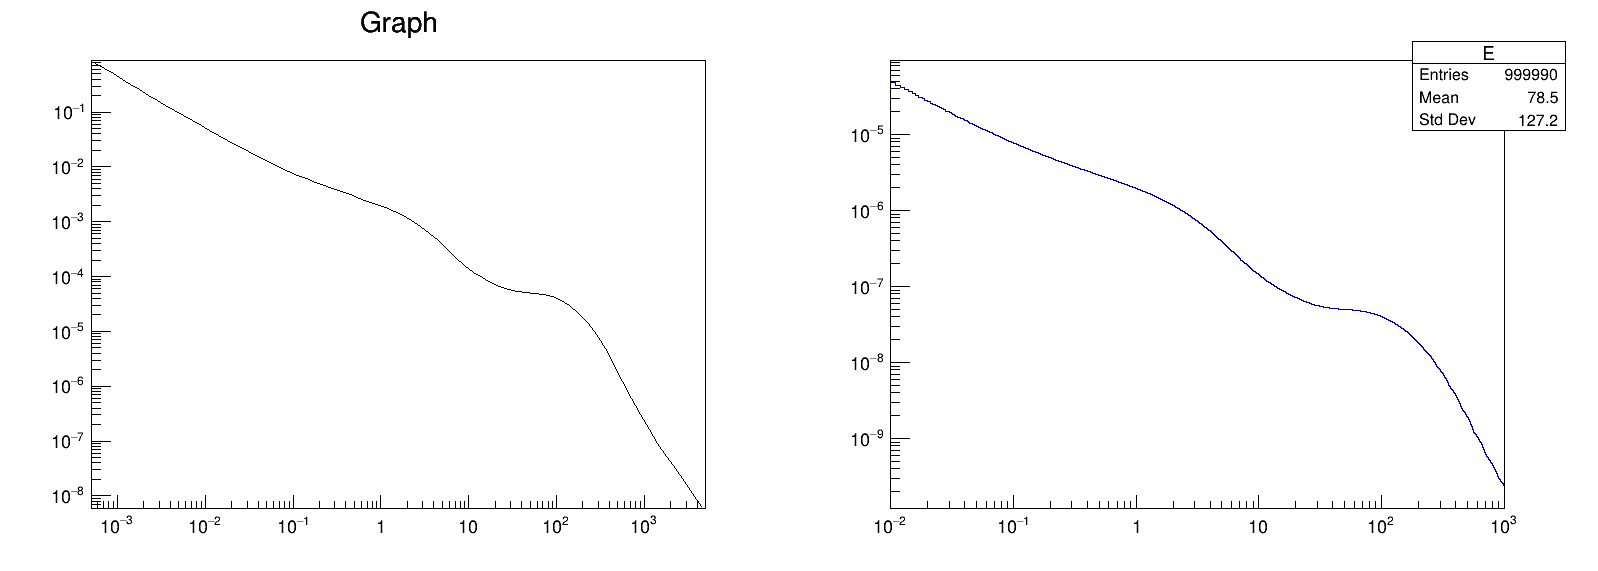 Graph
10⁻¹
10⁻²
10⁻³
10⁻⁴
10⁻⁵
10⁻⁶
10⁻⁷
10⁻⁸
10⁻³ 10⁻² 10⁻¹ 1 10 10² 10³
E
Entries 999990
Mean 78.5
Std Dev 127.2
10⁻⁵
10⁻⁶
10⁻⁷
10⁻⁸
10⁻⁹
10⁻² 10⁻¹ 1 10 10² 10³